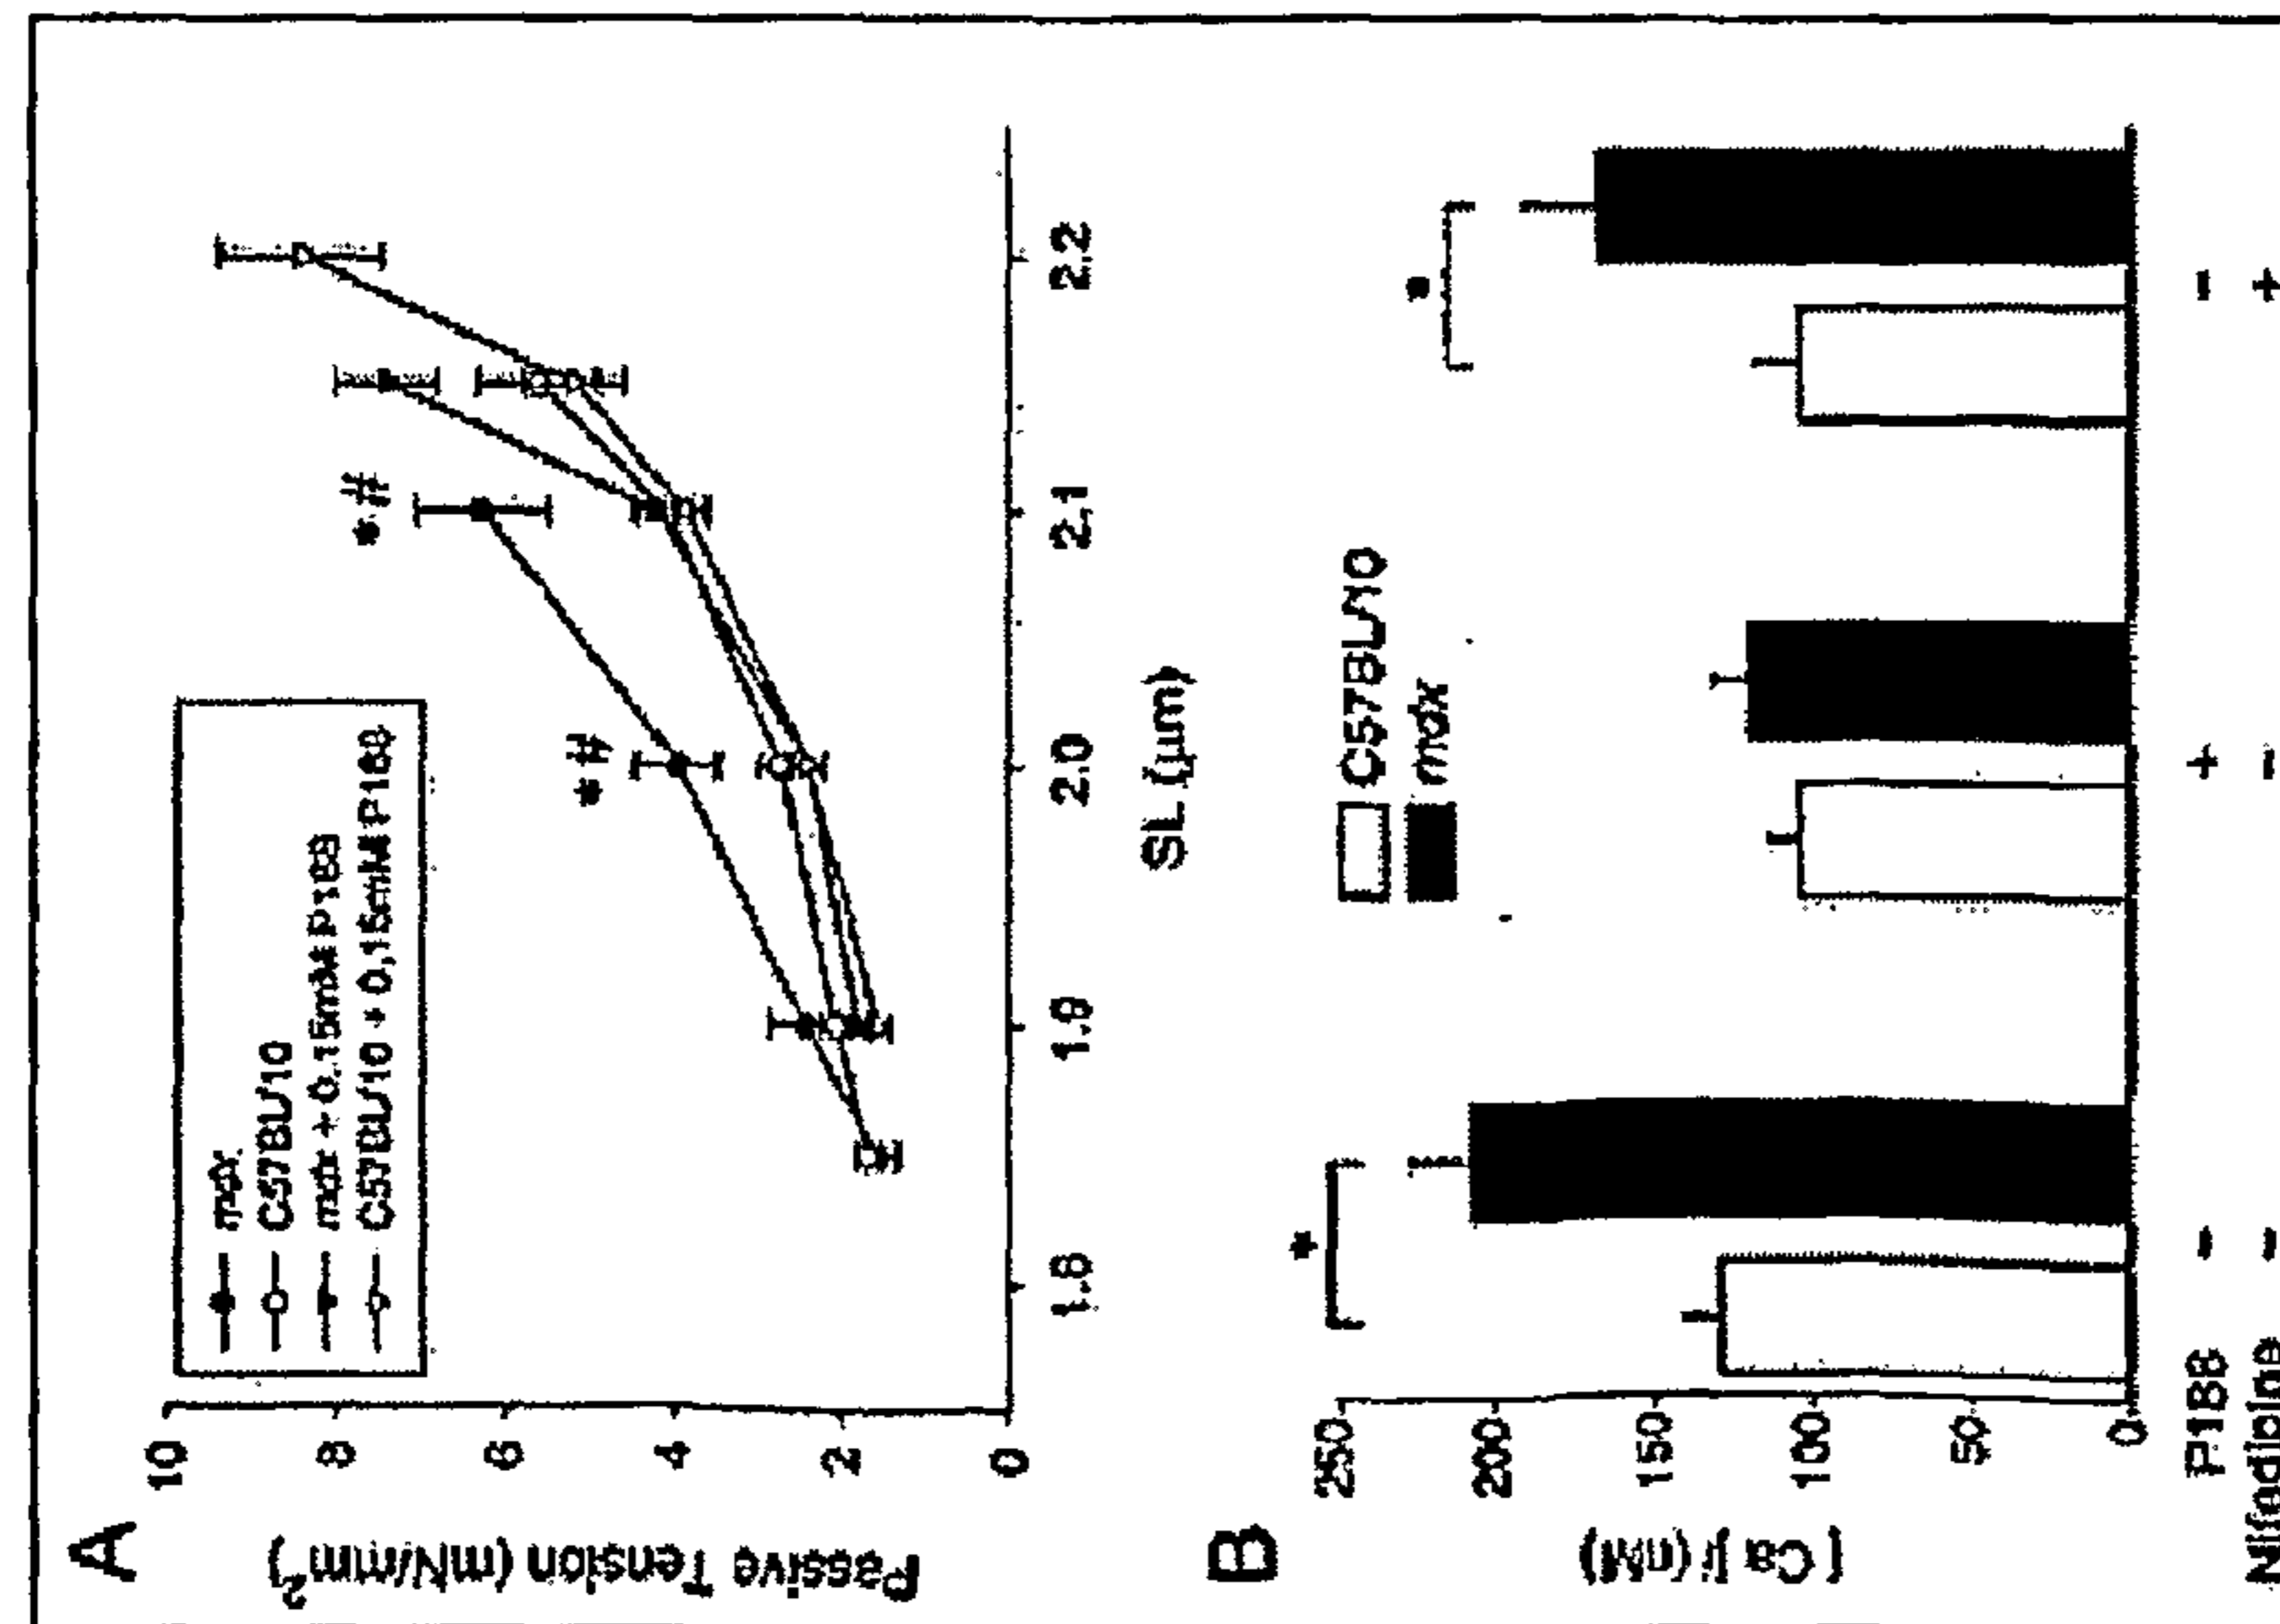 A
Passive Tension (mN/mm²)
10
8
6
4
2
0
mdx
C57BL/10
mdx + 0.15mM P188
C57BL/10 + 0.15mM P188
*#
*#
1.8
1.9
2.0
2.1
2.2
SL (µm)
B
[Ca]i (nM)
250
200
150
100
50
0
C57BL/10
mdx
*
*
P188 - + -
Nifedipine - - +